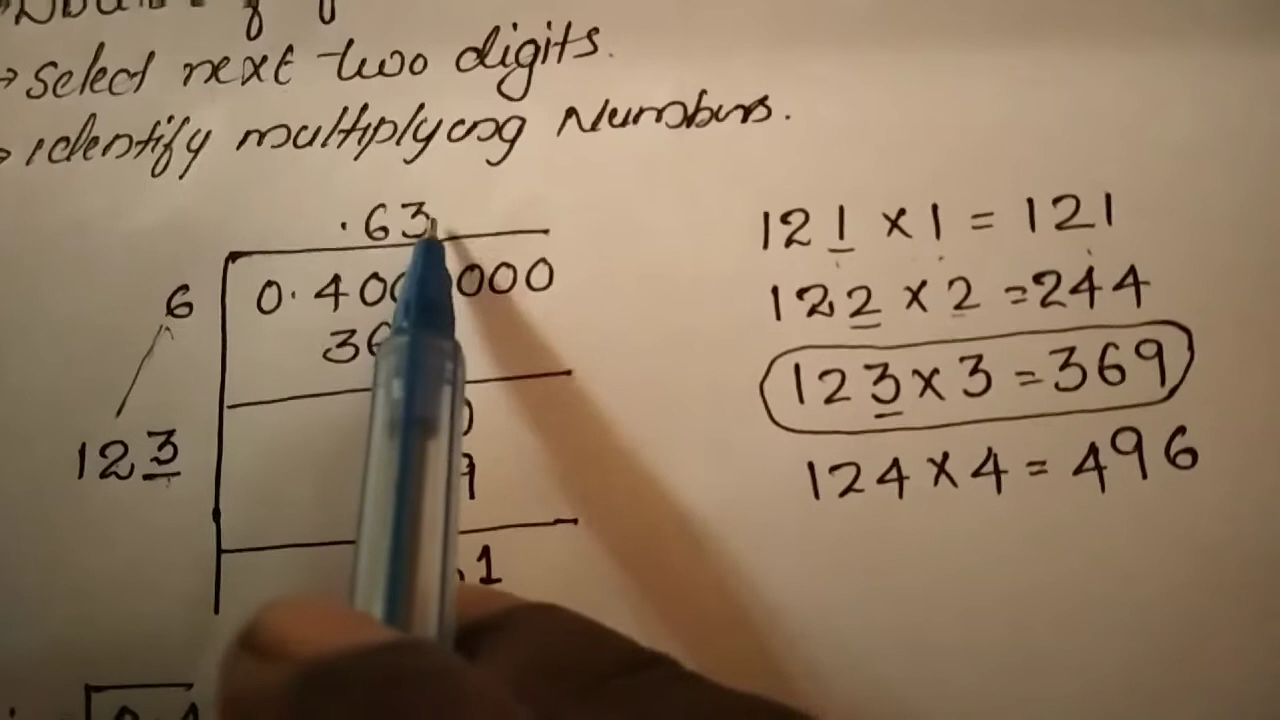 → Select next two digits.
→ identify multiplying Numbers.
.63
6
0.40 000
36
123
1
121 × 1 = 121
122 × 2 = 244
123 × 3 = 369
124 × 4 = 496